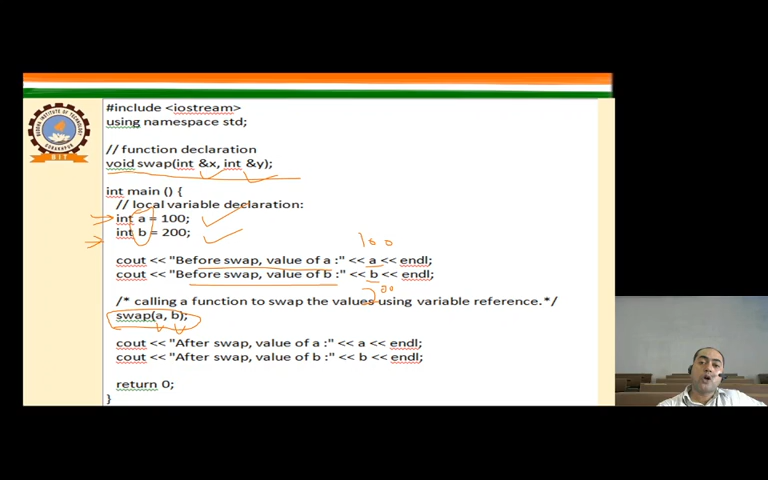 #include <iostream>
using namespace std;
// function declaration
void swap(int &x, int &y);
int main () {
// local variable declaration:
int a = 100;
int b = 200;
100
cout << "Before swap, value of a :" << a << endl;
cout << "Before swap, value of b :" << b << endl;
200
/* calling a function to swap the values using variable reference.*/
swap(a, b);
cout << "After swap, value of a :" << a << endl;
cout << "After swap, value of b :" << b << endl;
return 0;
}
BIT